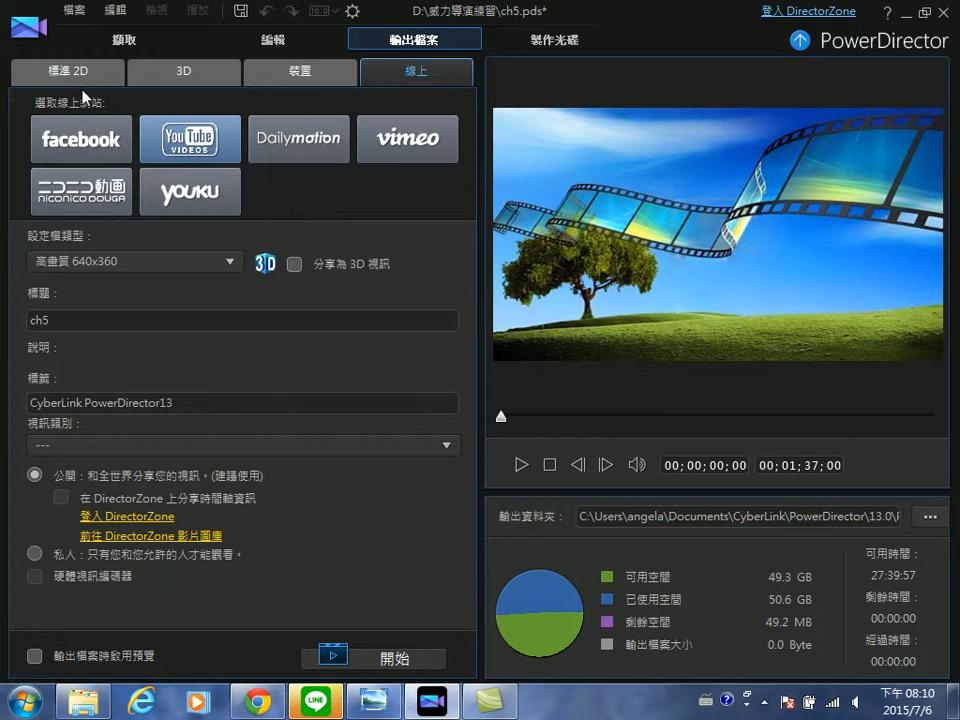 檔案 編輯 檢視 播放
D:\威力導演練習\ch5.pds*
登入 DirectorZone
?
擷取 編輯 輸出檔案 製作光碟
PowerDirector
標準 2D 3D 裝置 線上
選取線上網站:
facebook YouTube VIDEOS Dailymotion vimeo
ニコニコ動画 NICONICO DOUGA YOUKU
設定檔類型：
高畫質 640x360
3D 分享為 3D 視訊
標題：
ch5
說明：
標籤：
CyberLink PowerDirector13
視訊類別：
---
公開：和全世界分享您的視訊。(建議使用)
在 DirectorZone 上分享時間軸資訊
登入 DirectorZone
前往 DirectorZone 影片圖庫
私人：只有您和您允許的人才能觀看。
硬體視訊編碼器
輸出檔案時啟用預覽
開始
00;00;00;00 00;01;37;00
輸出資料夾： C:\Users\angela\Documents\CyberLink\PowerDirector\13.0\ ...
可用空間 49.3 GB
已使用空間 50.6 GB
剩餘空間 49.2 MB
輸出檔案大小 0.0 Byte
可用時間：
27:39:57
剩餘時間：
00:00:00
經過時間：
00:00:00
LINE
下午 08:10
2015/7/6